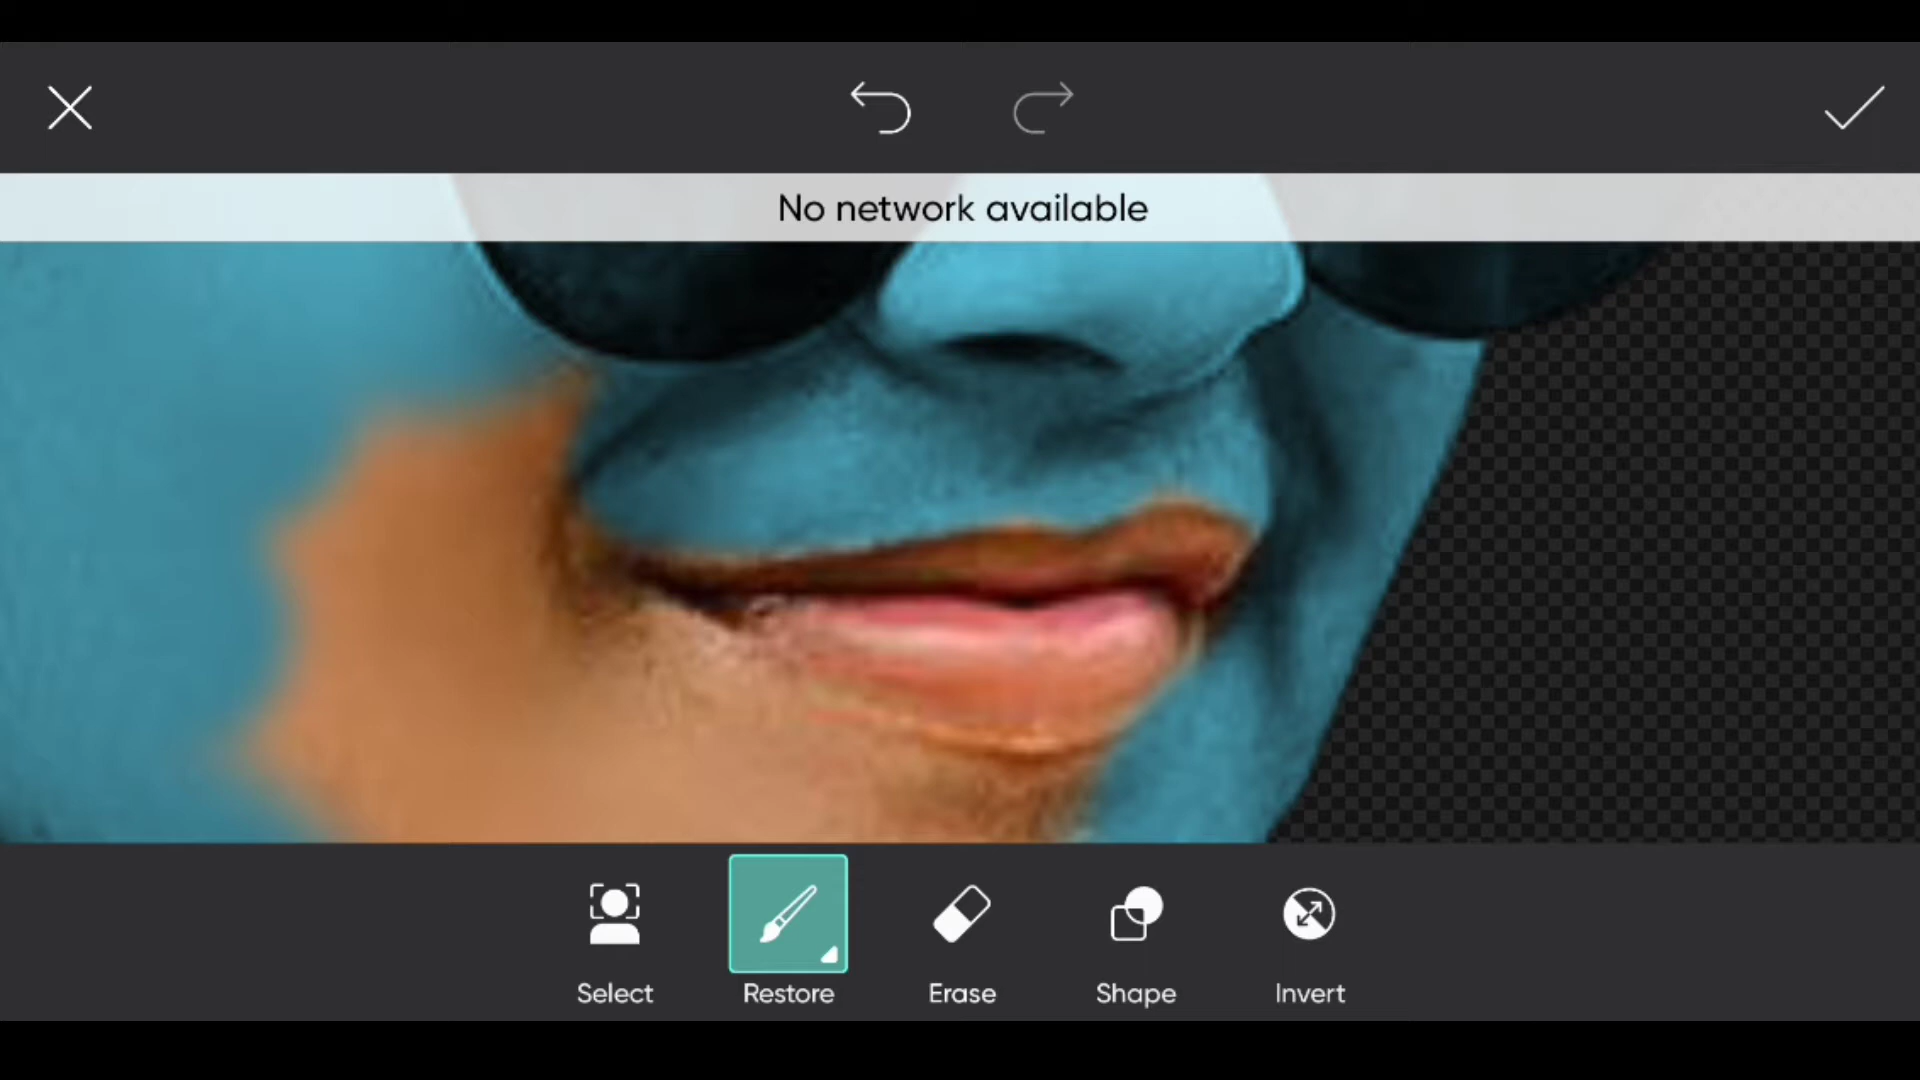 No network available
Select
Restore
Erase
Shape
Invert